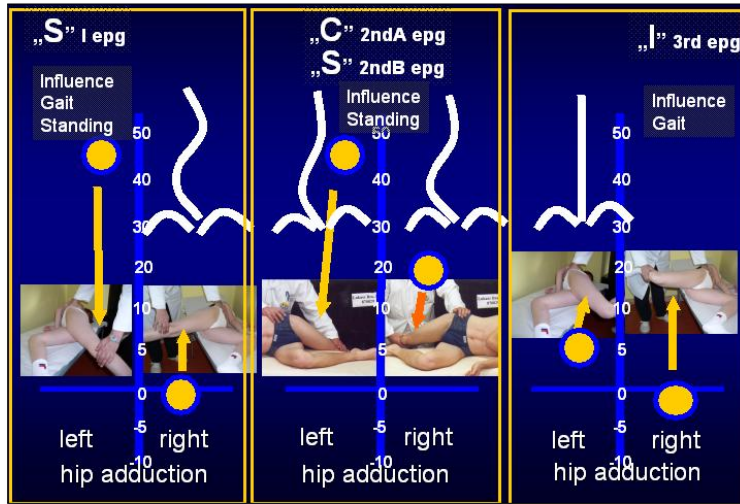 „S” I epg
Influence
Gait
Standing
50
40
30
20
10
5
0
-5
-10
left right
hip adduction
„C” 2ndA epg
„S” 2ndB epg
Influence
Standing
50
40
30
20
10
5
0
-5
-10
left right
hip adduction
„I” 3rd epg
Influence
Gait
50
40
30
20
10
5
0
-5
-10
left right
hip adduction